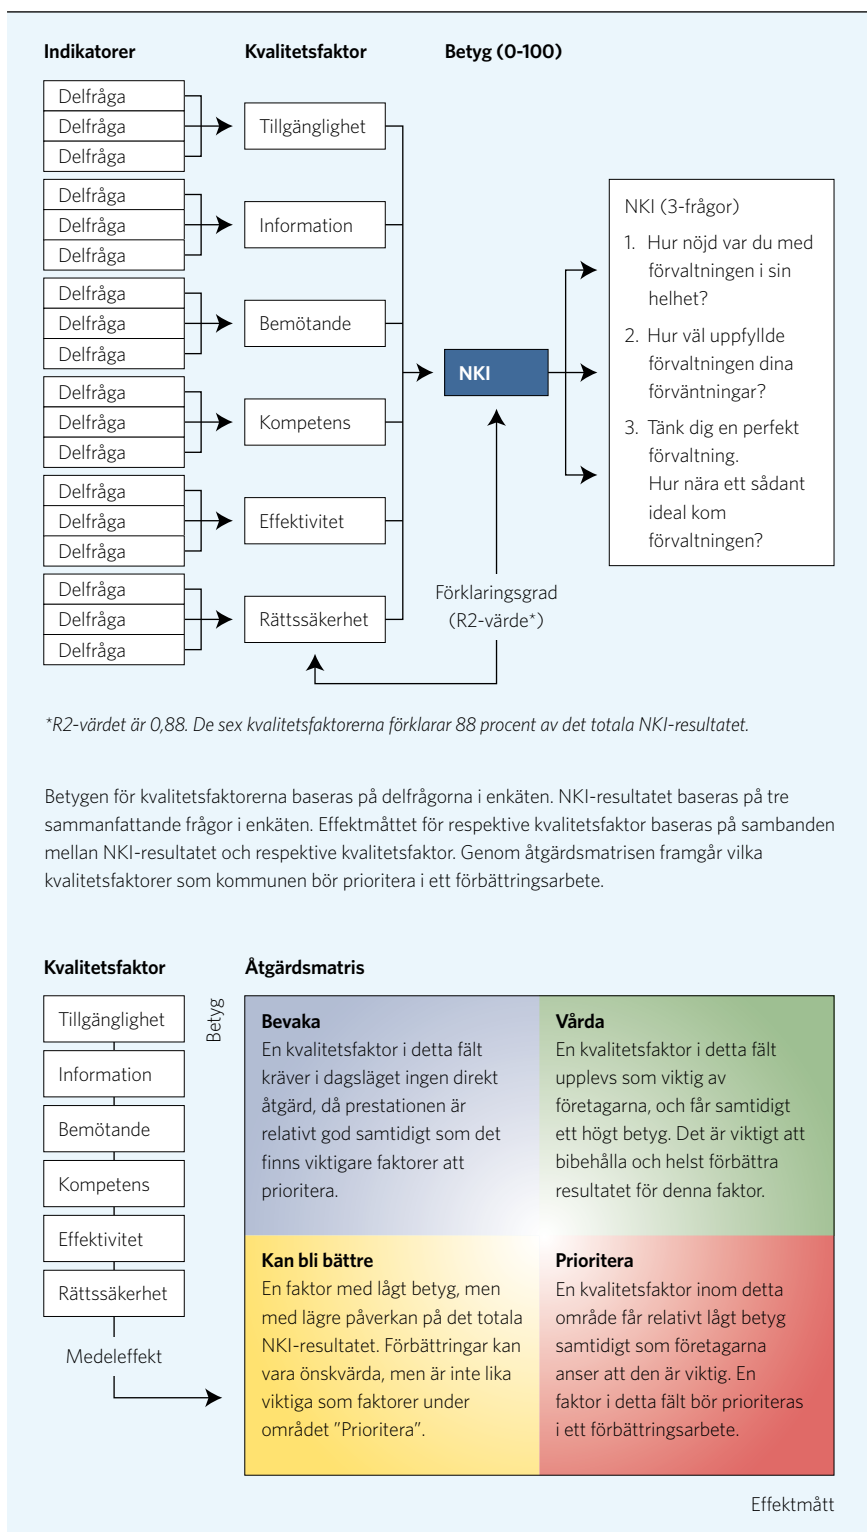 Indikatorer
Kvalitetsfaktor
Betyg (0-100)
Delfråga
Delfråga
Delfråga
Tillgänglighet
Delfråga
Delfråga
Delfråga
Information
Delfråga
Delfråga
Delfråga
Bemötande
Delfråga
Delfråga
Delfråga
Kompetens
Delfråga
Delfråga
Delfråga
Effektivitet
Delfråga
Delfråga
Delfråga
Rättssäkerhet
NKI
Förklaringsgrad
(R2-värde*)
NKI (3-frågor)
1. Hur nöjd var du med
förvaltningen i sin
helhet?
2. Hur väl uppfyllde
förvaltningen dina
förväntningar?
3. Tänk dig en perfekt
förvaltning.
Hur nära ett sådant
ideal kom
förvaltningen?
*R2-värdet är 0,88. De sex kvalitetsfaktorerna förklarar 88 procent av det totala NKI-resultatet.
Betygen för kvalitetsfaktorerna baseras på delfrågorna i enkäten. NKI-resultatet baseras på tre
sammanfattande frågor i enkäten. Effektmåttet för respektive kvalitetsfaktor baseras på sambanden
mellan NKI-resultatet och respektive kvalitetsfaktor. Genom åtgärdsmatrisen framgår vilka
kvalitetsfaktorer som kommunen bör prioritera i ett förbättringsarbete.
Kvalitetsfaktor
Tillgänglighet
Information
Bemötande
Kompetens
Effektivitet
Rättssäkerhet
Medeleffekt
Åtgärdsmatris
Betyg
Bevaka
En kvalitetsfaktor i detta fält
kräver i dagsläget ingen direkt
åtgärd, då prestationen är
relativt god samtidigt som det
finns viktigare faktorer att
prioritera.
Vårda
En kvalitetsfaktor i detta fält
upplevs som viktig av
företagarna, och får samtidigt
ett högt betyg. Det är viktigt att
bibehålla och helst förbättra
resultatet för denna faktor.
Kan bli bättre
En faktor med lågt betyg, men
med lägre påverkan på det totala
NKI-resultatet. Förbättringar kan
vara önskvärda, men är inte lika
viktiga som faktorer under
området ”Prioritera”.
Prioritera
En kvalitetsfaktor inom detta
område får relativt lågt betyg
samtidigt som företagarna
anser att den är viktig. En
faktor i detta fält bör prioriteras
i ett förbättringsarbete.
Effektmått